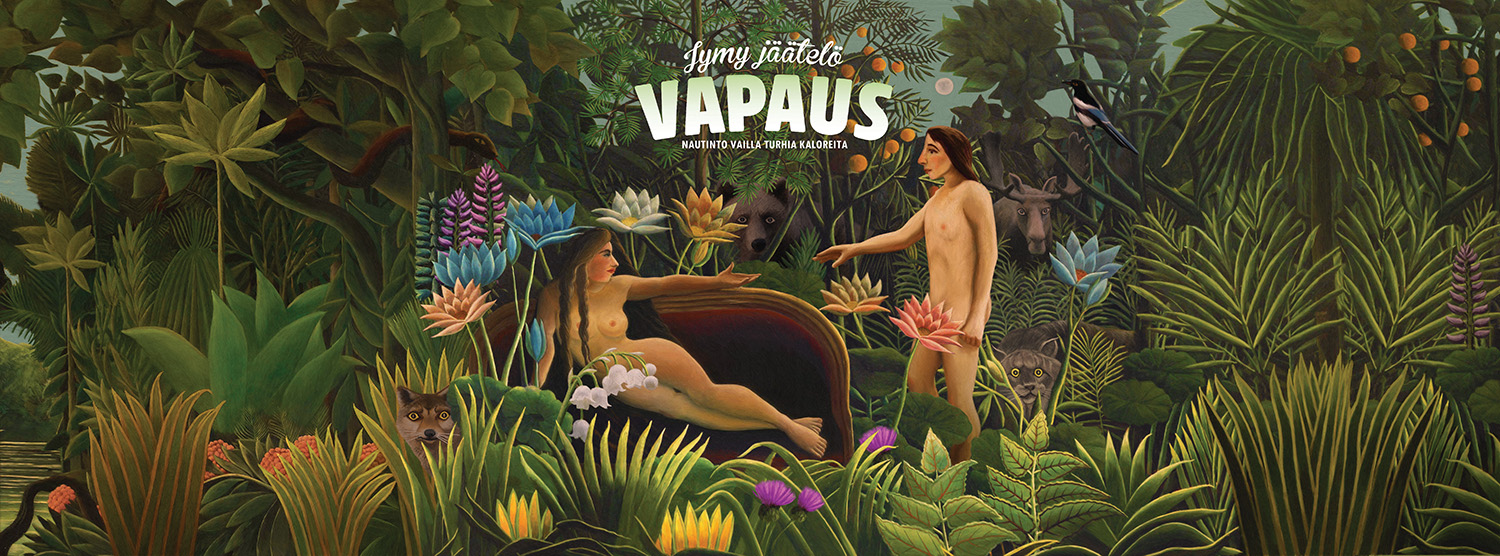 Jymy jäätelö
VAPAUS
NAUTINTO VAILLA TURHIA KALOREITA